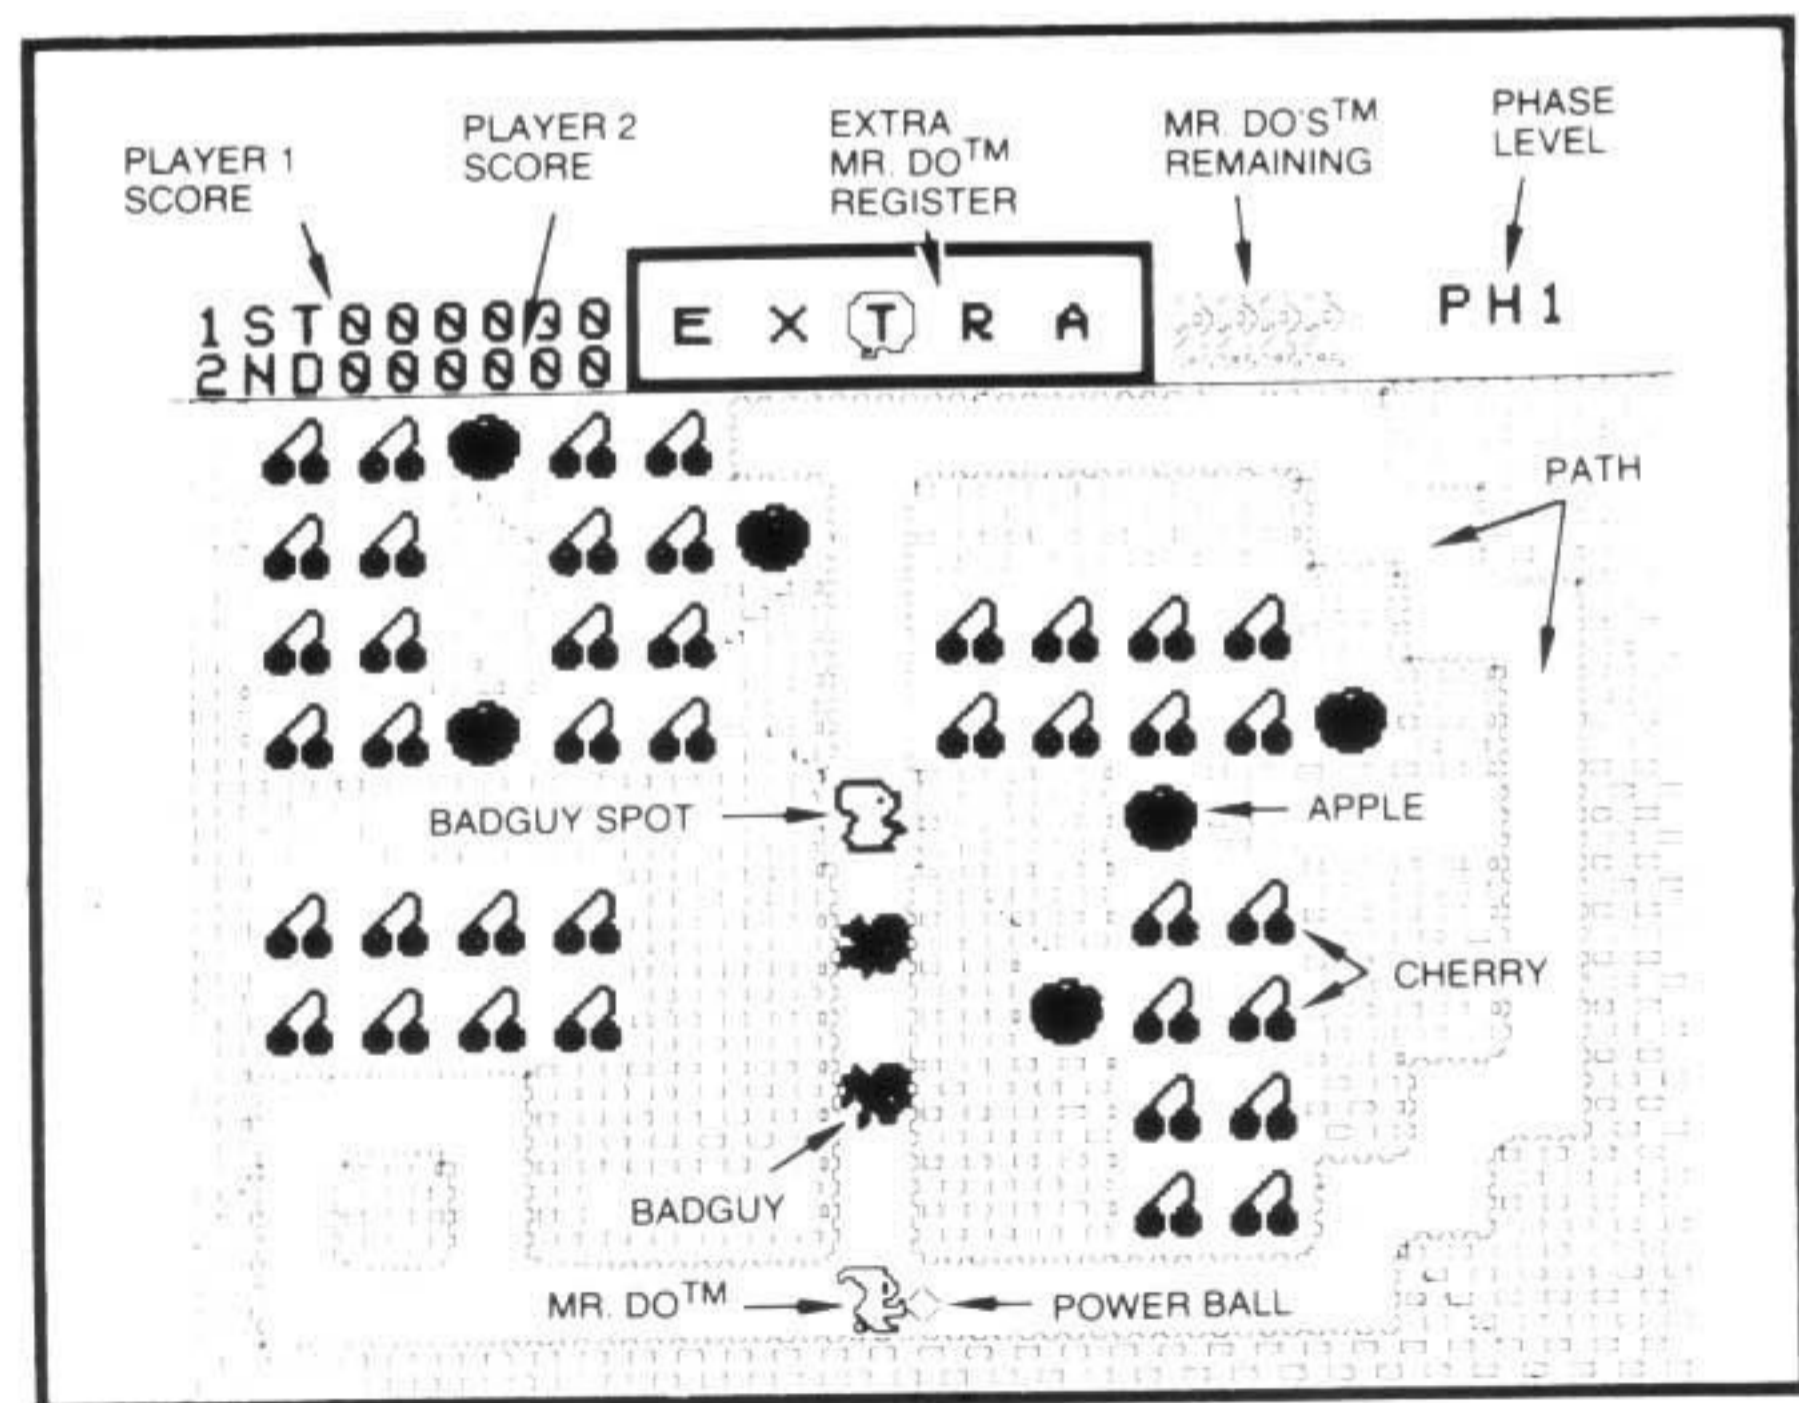 PLAYER 1
SCORE
PLAYER 2
SCORE
EXTRA
MR. DO™
REGISTER
MR. DO'S™
REMAINING
PHASE
LEVEL
1ST000000
2ND000000
E X T R A
PH1
PATH
BADGUY SPOT
APPLE
CHERRY
BADGUY
MR. DO™
POWER BALL